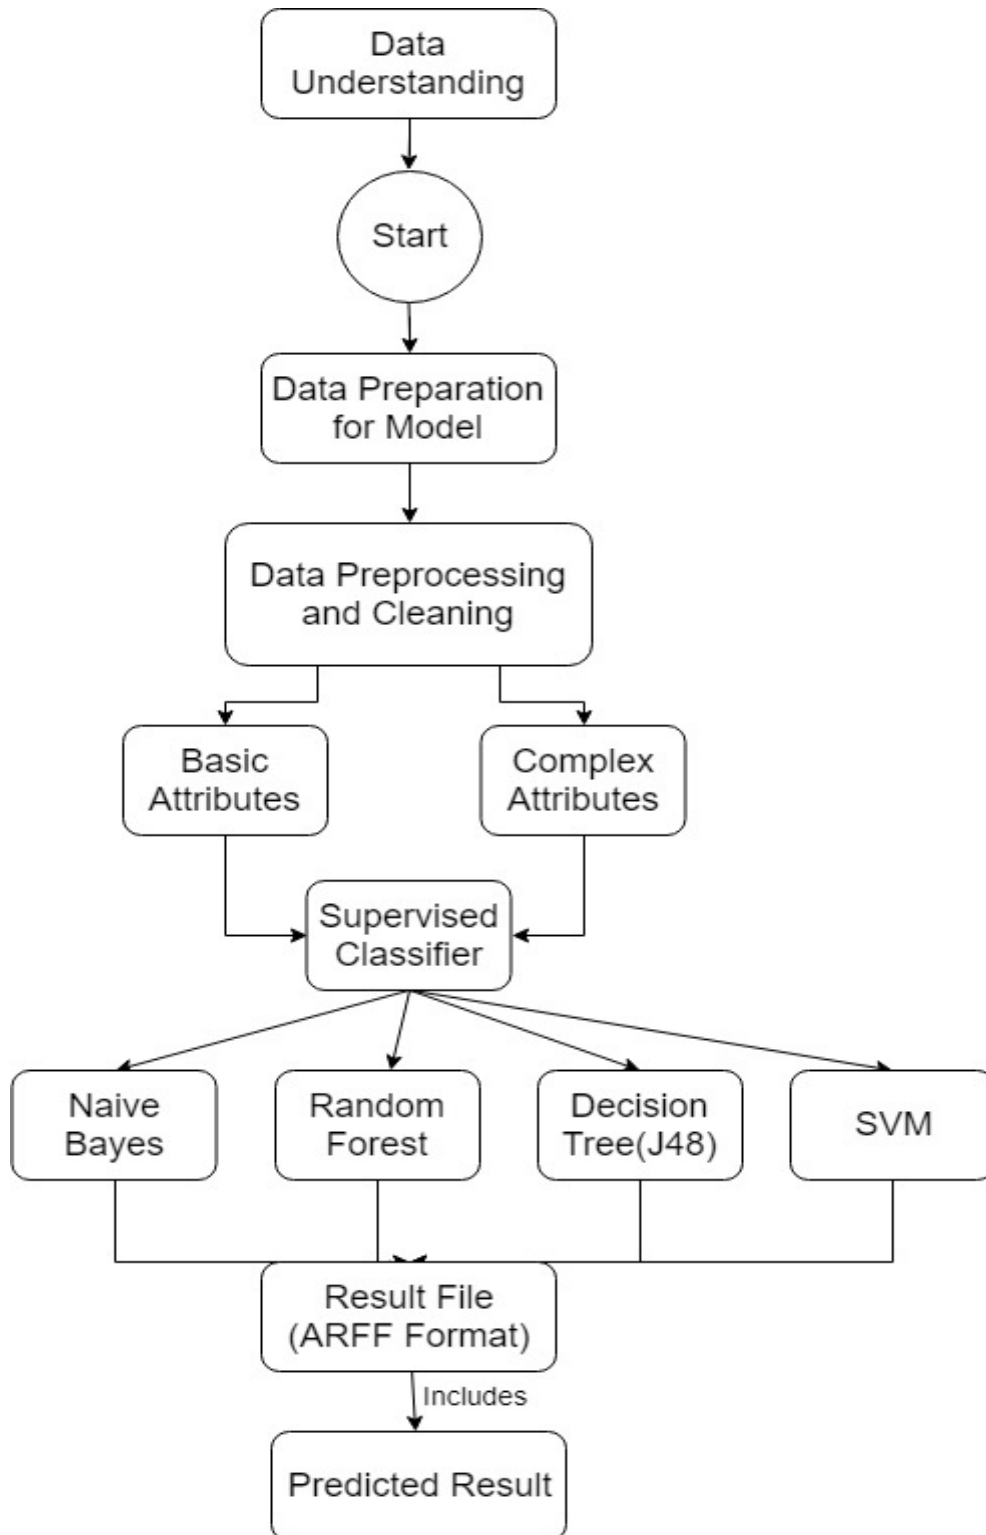 Data
Understanding
Start
Data Preparation
for Model
Data Preprocessing
and Cleaning
Basic
Attributes
Complex
Attributes
Supervised
Classifier
Naive
Bayes
Random
Forest
Decision
Tree(J48)
SVM
Result File
(ARFF Format)
Includes
Predicted Result